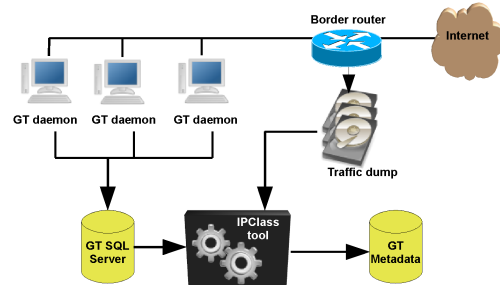 Border router
Internet
GT daemon
GT daemon
GT daemon
Traffic dump
IPClass
tool
GT SQL
Server
GT
Metadata